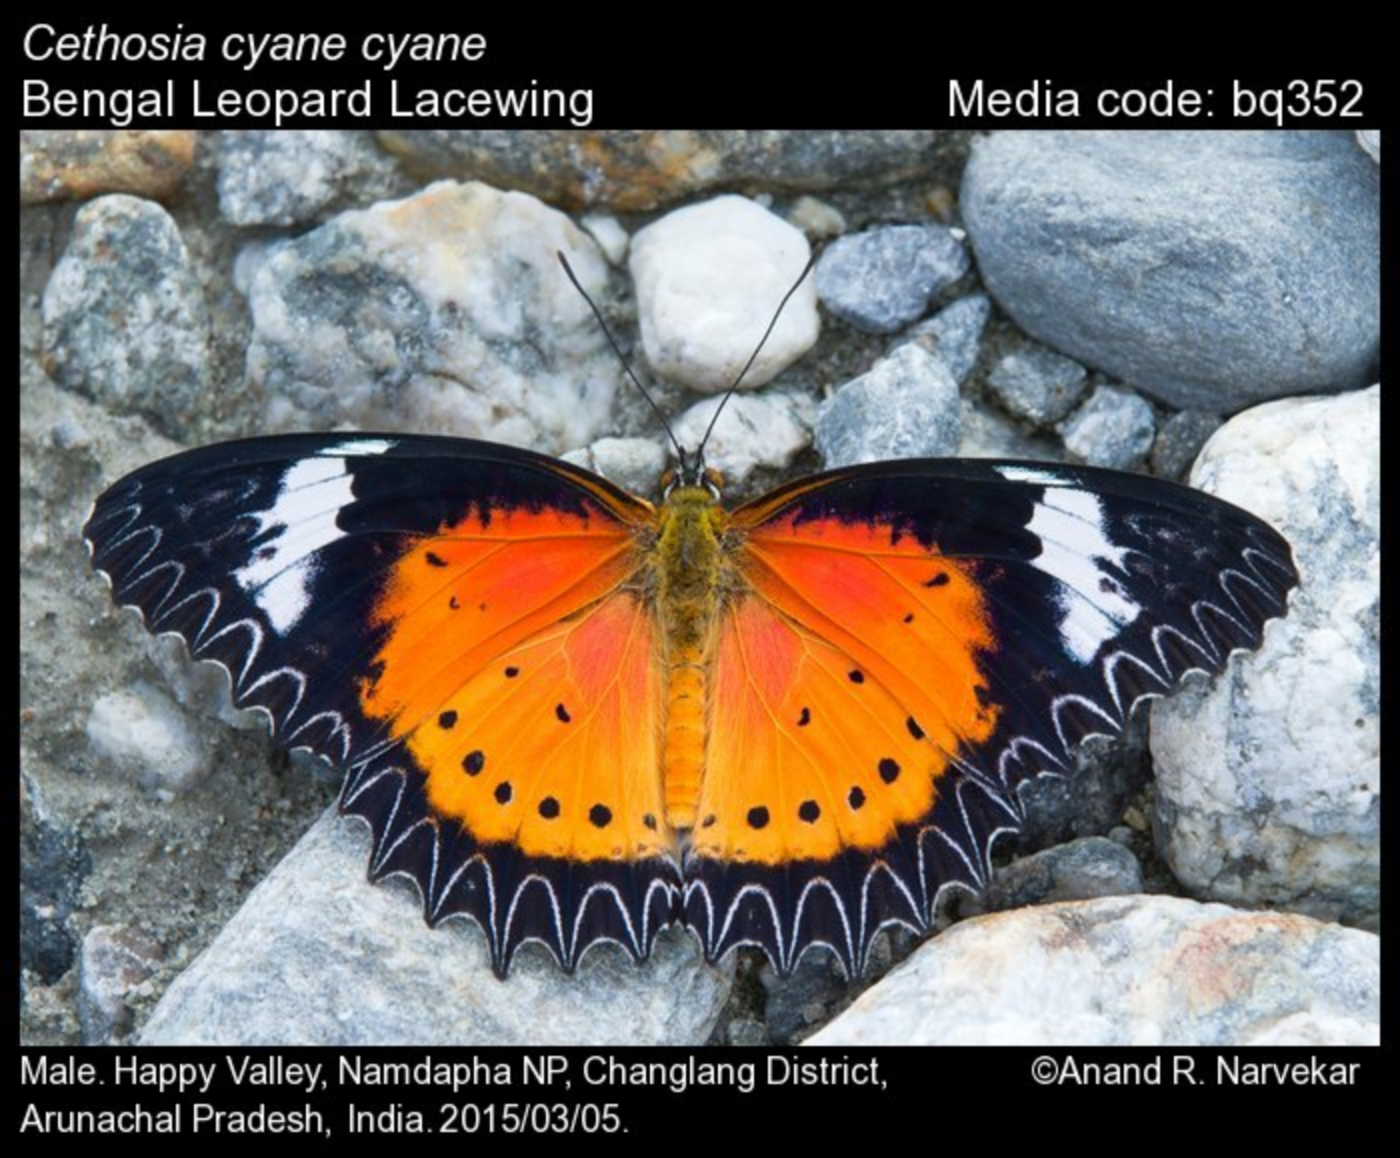 Cethosia cyane cyane
Bengal Leopard Lacewing
Media code: bq352
Male. Happy Valley, Namdapha NP, Changlang District,
Arunachal Pradesh, India. 2015/03/05.
©Anand R. Narvekar